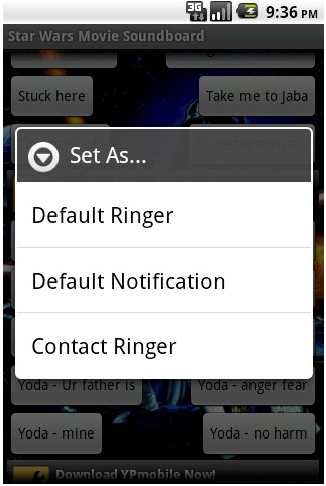 3G 9:36 PM
Star Wars Movie Soundboard
Stuck here Take me to Jaba
Set As...
Default Ringer
Default Notification
Contact Ringer
Yoda - Ur father is Yoda - anger fear
Yoda - mine Yoda - no harm
Download YPmobile Now!